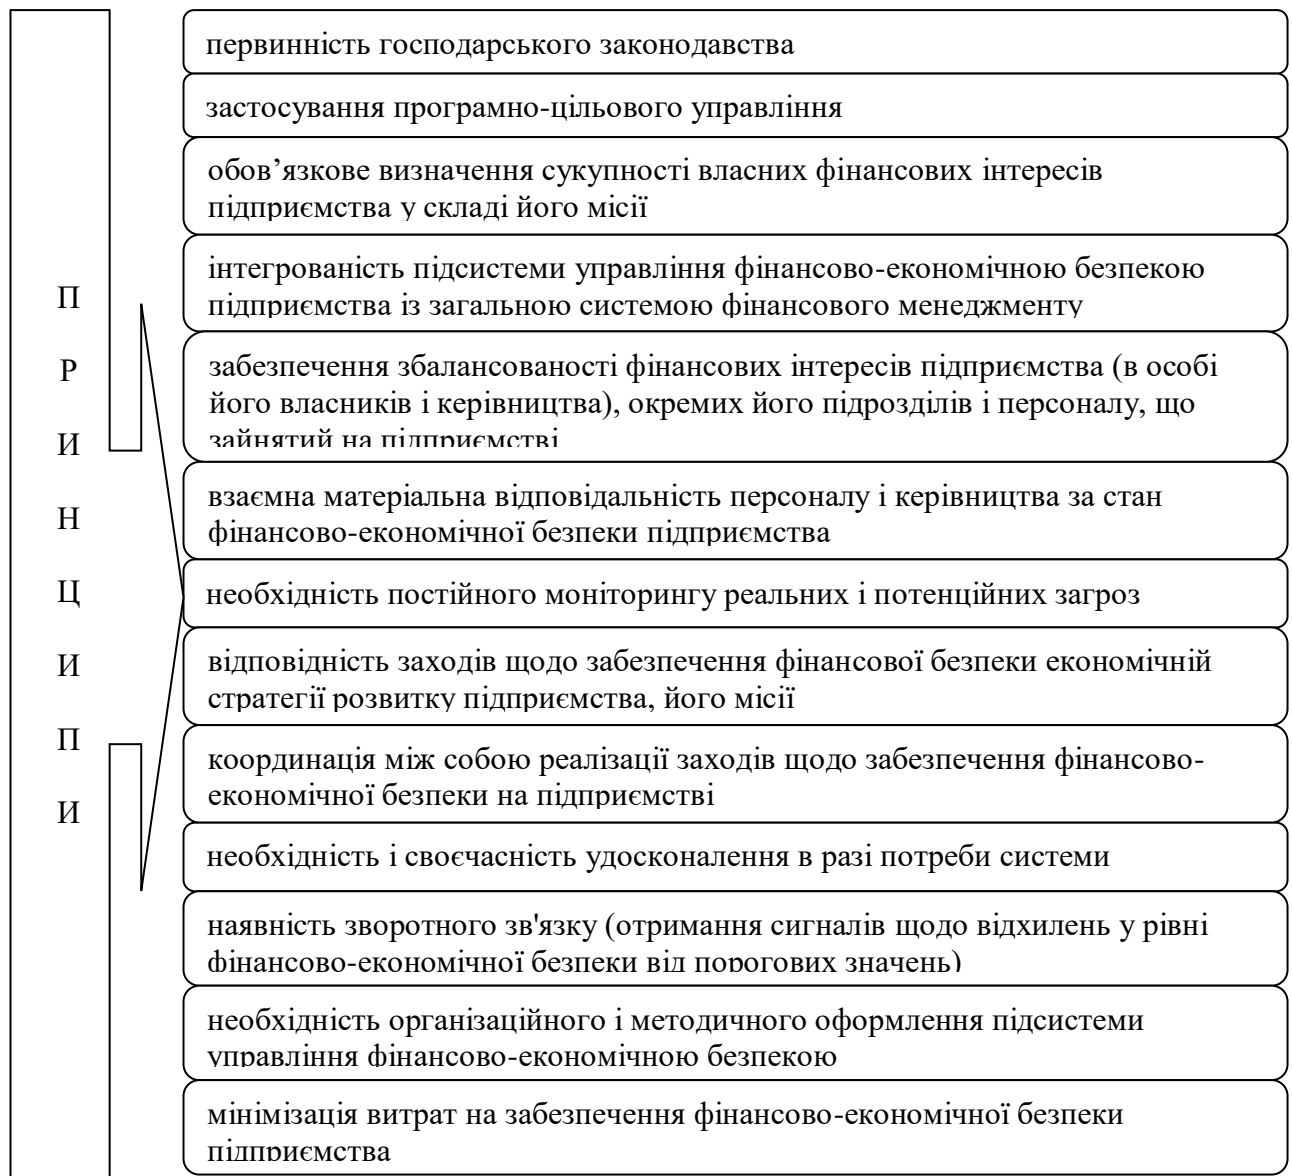 П
Р
И
Н
Ц
И
П
И
первинність господарського законодавства
застосування програмно-цільового управління
обов’язкове визначення сукупності власних фінансових інтересів
підприємства у складі його місії
інтегрованість підсистеми управління фінансово-економічною безпекою
підприємства із загальною системою фінансового менеджменту
забезпечення збалансованості фінансових інтересів підприємства (в особі
його власників і керівництва), окремих його підрозділів і персоналу, що
зайнятий на підприємстві
взаємна матеріальна відповідальність персоналу і керівництва за стан
фінансово-економічної безпеки підприємства
необхідність постійного моніторингу реальних і потенційних загроз
відповідність заходів щодо забезпечення фінансової безпеки економічній
стратегії розвитку підприємства, його місії
координація між собою реалізації заходів щодо забезпечення фінансово-
економічної безпеки на підприємстві
необхідність і своєчасність удосконалення в разі потреби системи
наявність зворотного зв'язку (отримання сигналів щодо відхилень у рівні
фінансово-економічної безпеки від порогових значень)
необхідність організаційного і методичного оформлення підсистеми
управління фінансово-економічною безпекою
мінімізація витрат на забезпечення фінансово-економічної безпеки
підприємства